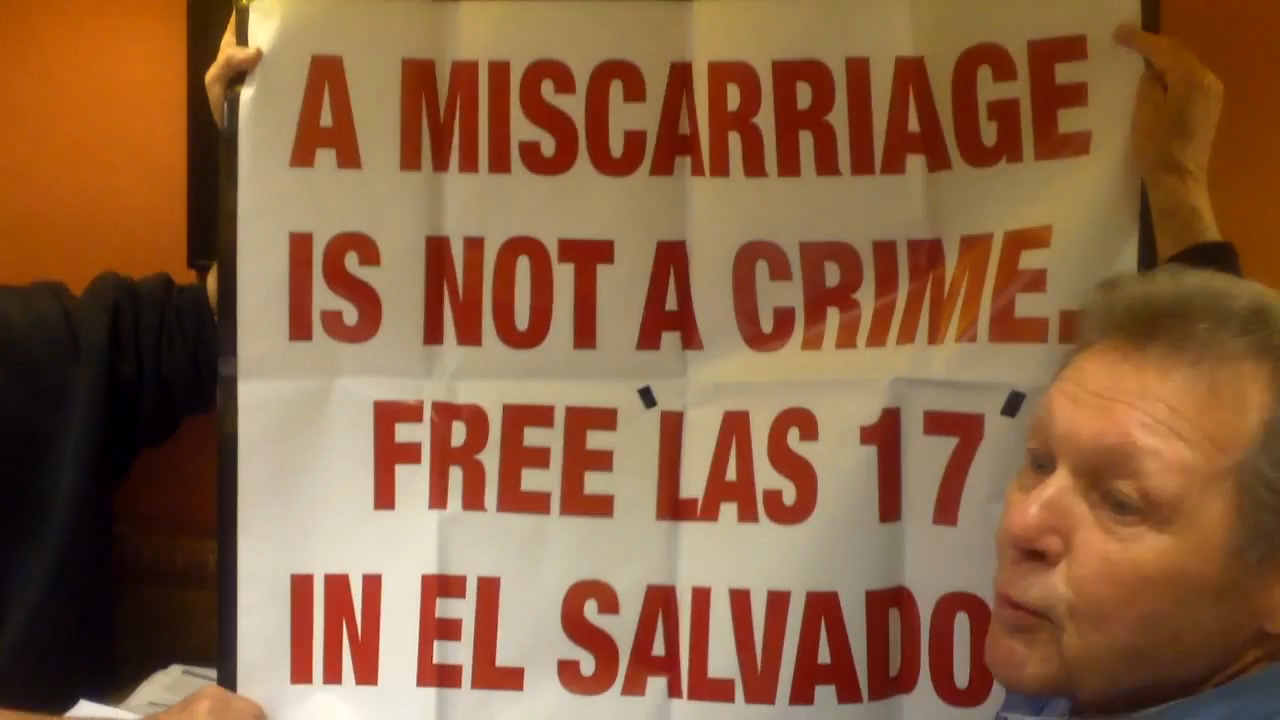 A MISCARRIAGE
IS NOT A CRIME.
FREE LAS 17
IN EL SALVADO